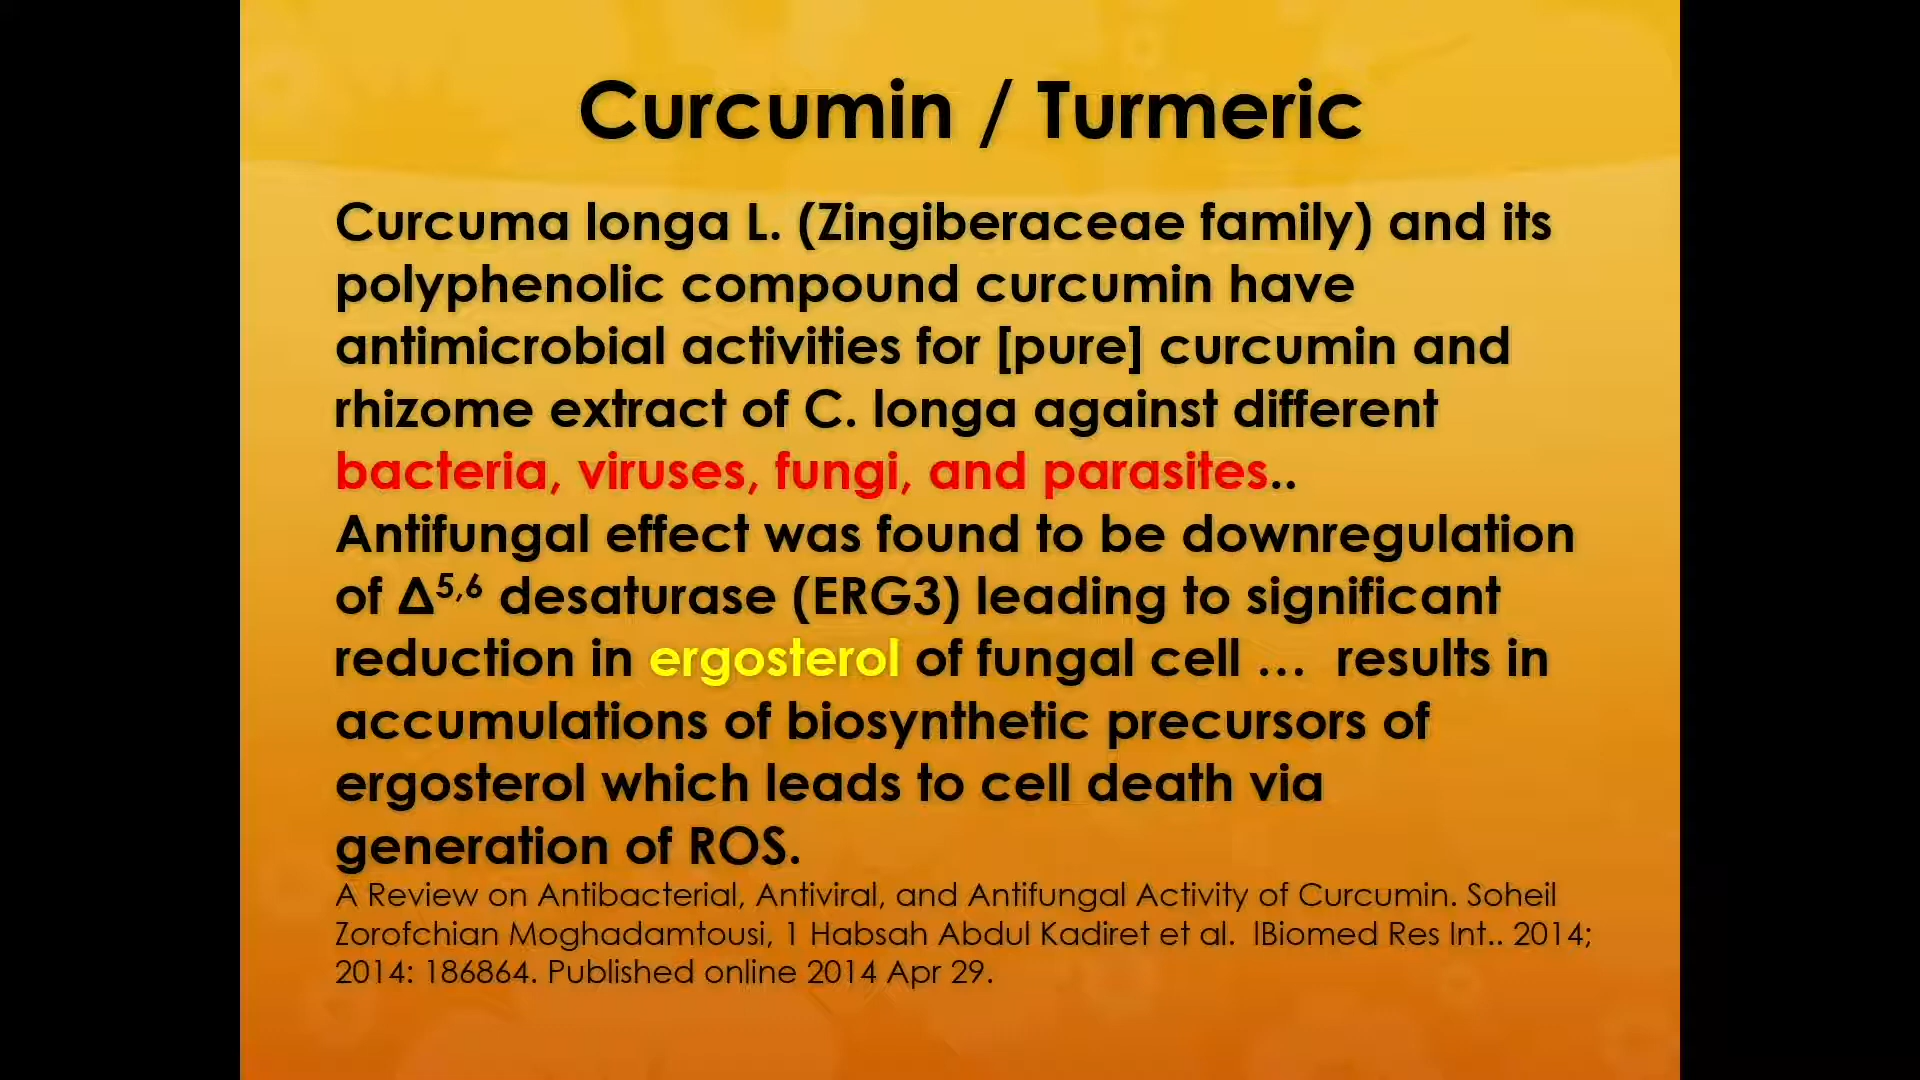 Curcumin / Turmeric
Curcuma longa L. (Zingiberaceae family) and its
polyphenolic compound curcumin have
antimicrobial activities for [pure] curcumin and
rhizome extract of C. longa against different
bacteria, viruses, fungi, and parasites..
Antifungal effect was found to be downregulation
of Δ⁵,⁶ desaturase (ERG3) leading to significant
reduction in ergosterol of fungal cell … results in
accumulations of biosynthetic precursors of
ergosterol which leads to cell death via
generation of ROS.
A Review on Antibacterial, Antiviral, and Antifungal Activity of Curcumin. Soheil
Zorofchian Moghadamtousi, 1 Habsah Abdul Kadiret et al. lBiomed Res Int.. 2014;
2014: 186864. Published online 2014 Apr 29.